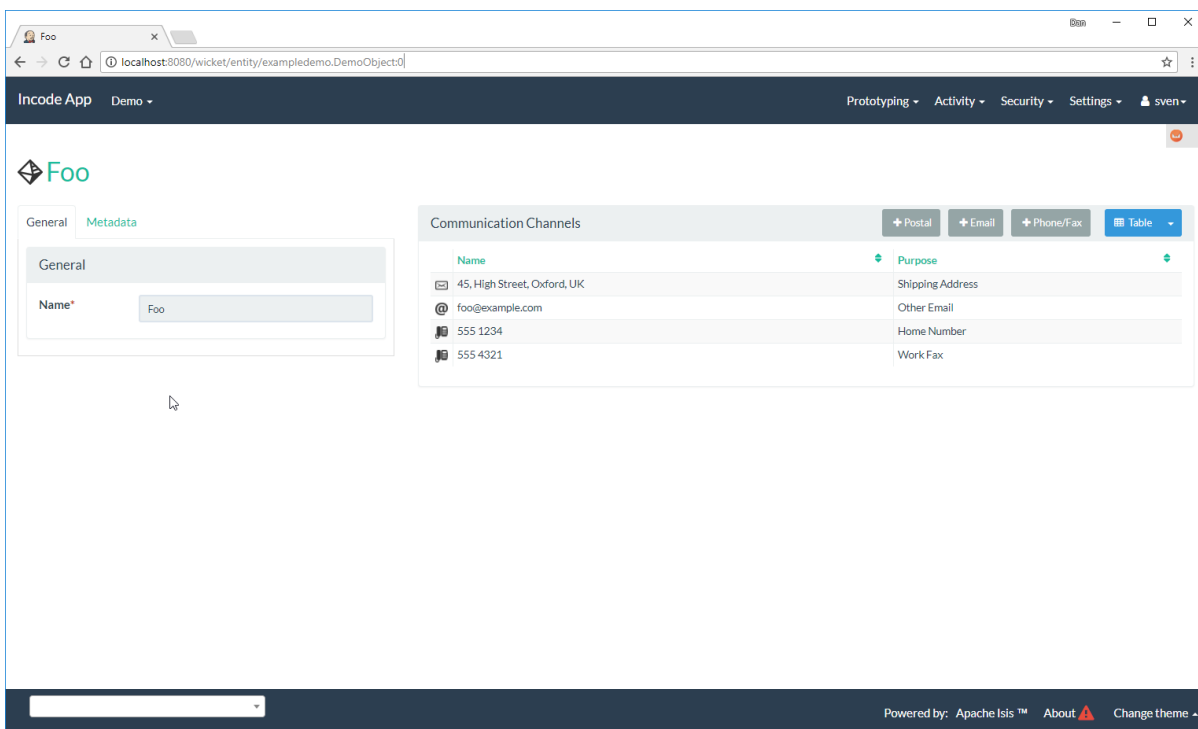 Foo
Dan
localhost:8080/wicket/entity/exampledemo.DemoObject:0
Incode App Demo Prototyping Activity Security Settings sven
Foo
General Metadata
General
Name* Foo
Communication Channels + Postal + Email + Phone/Fax Table
Name Purpose
45, High Street, Oxford, UK Shipping Address
@ foo@example.com Other Email
555 1234 Home Number
555 4321 Work Fax
Powered by: Apache Isis ™ About Change theme